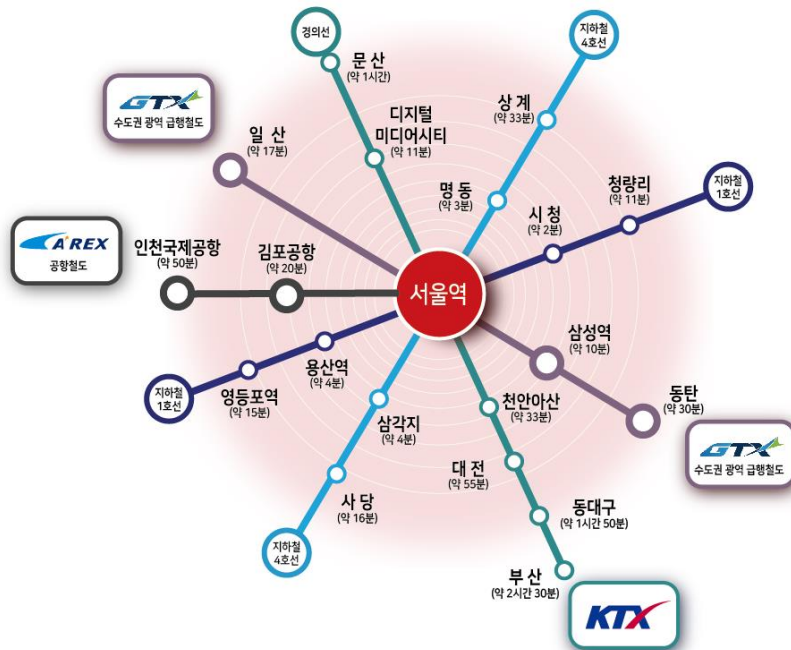 경의선
지하철
4호선
문 산
(약 1시간)
GTX
수도권 광역 급행철도
상 계
(약 33분)
디지털
미디어시티
(약 11분)
일 산
(약 17분)
명 동
(약 3분)
청량리
(약 11분)
지하철
1호선
시 청
(약 2분)
A'REX
공항철도
인천국제공항
(약 50분)
김포공항
(약 20분)
서울역
삼성역
(약 10분)
용산역
(약 4분)
지하철
1호선
영등포역
(약 15분)
동탄
(약 30분)
천안아산
(약 33분)
삼각지
(약 4분)
GTX
수도권 광역 급행철도
대 전
(약 55분)
사 당
(약 16분)
동대구
(약 1시간 50분)
지하철
4호선
부 산
(약 2시간 30분)
KTX